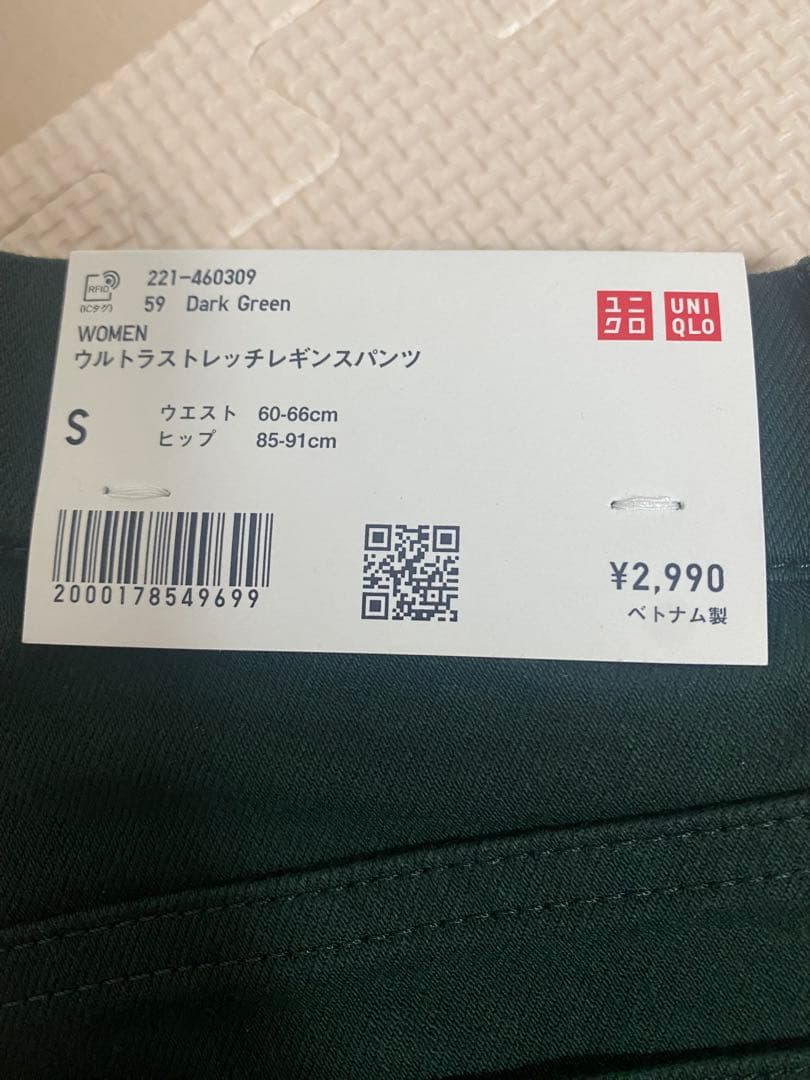 RFID
(ICタグ)
221-460309
59 Dark Green
ユニ
クロ
UNI
QLO
WOMEN
ウルトラストレッチレギンスパンツ
S
ウエスト 60-66cm
ヒップ 85-91cm
2000178549699
¥2,990
ベトナム製